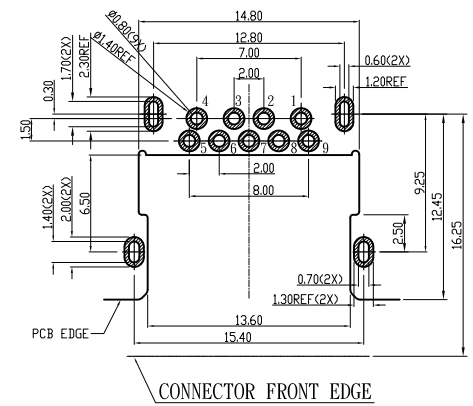 14.80
Ø0.80(9X)
12.80
Ø1.40REF
7.00
0.60(2X)
1.70(2X)
2.30REF
2.00
1.20REF
0.30
4 3 2 1
1.50
5 6 7 8 9
2.00
8.00
9.25
12.45
16.25
6.50
1.40(2X)
2.00(2X)
2.50
0.70(2X)
1.30REF(2X)
13.60
PCB EDGE
15.40
CONNECTOR FRONT EDGE